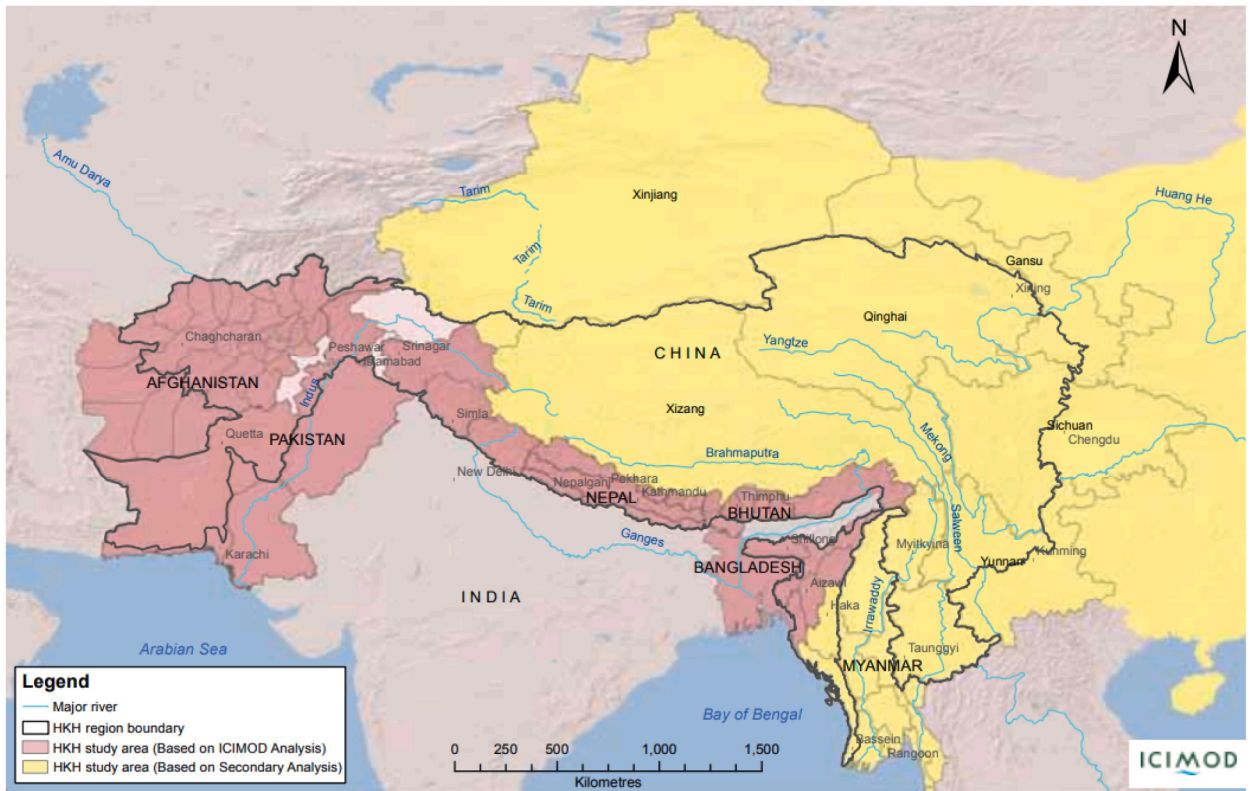 N
Amu Darya
Tarim
Xinjiang
Huang He
Tarim
Gansu
Xining
Tarim
Qinghai
Chaghcharan
Peshawar
Srinagar
Islamabad
Yangtze
CHINA
AFGHANISTAN
Indus
Xizang
Simla
Sichuan
Quetta
PAKISTAN
Chengdu
Mekong
Brahmaputra
New Delhi
Nepalganj
Pokhara
Kathmandu
NEPAL
Thimphu
BHUTAN
Salween
Shillong
Myitkyina
Ganges
Karachi
Yunnan
Kunming
BANGLADESH
Aizawl
INDIA
Haka
Irrawaddy
Arabian Sea
Taunggyi
MYANMAR
Bay of Bengal
Bassein
Rangoon
Legend
Major river
HKH region boundary
HKH study area (Based on ICIMOD Analysis)
HKH study area (Based on Secondary Analysis)
0 250 500 1,000 1,500
Kilometres
ICIMOD